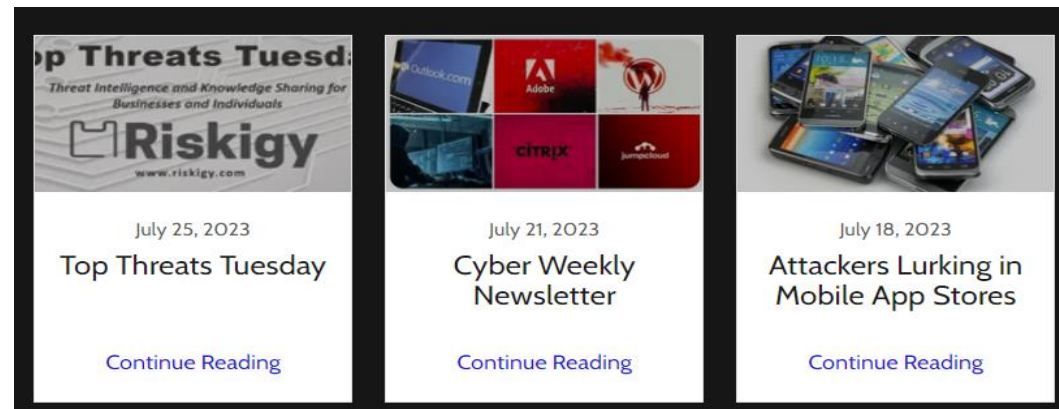 op Threats Tuesd
Threat Intelligence and Knowledge Sharing for
Businesses and Individuals
Riskigy
www.riskigy.com
July 25, 2023
Top Threats Tuesday
Continue Reading
Outlook.com
Adobe
CITRIX
jumpcloud
July 21, 2023
Cyber Weekly
Newsletter
Continue Reading
July 18, 2023
Attackers Lurking in
Mobile App Stores
Continue Reading